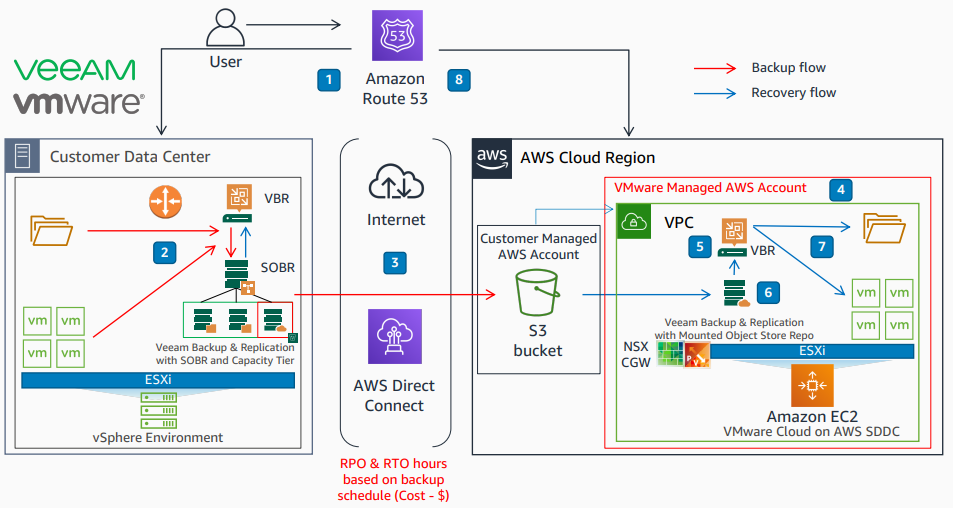 VEEAM
vmware®
User
53
1
Amazon
Route 53
8
Backup flow
Recovery flow
Customer Data Center
VBR
2
SOBR
vm vm
vm vm
Veeam Backup & Replication
with SOBR and Capacity Tier
ESXi
vSphere Environment
Internet
3
AWS Direct
Connect
RPO & RTO hours
based on backup
schedule (Cost - $)
aws
AWS Cloud Region
VMware Managed AWS Account
4
Customer Managed
AWS Account
S3
bucket
VPC
5
VBR
7
6
vm vm
vm vm
Veeam Backup & Replication
with Mounted Object Store Repo
NSX
CGW
P
V
ESXi
Amazon EC2
VMware Cloud on AWS SDDC